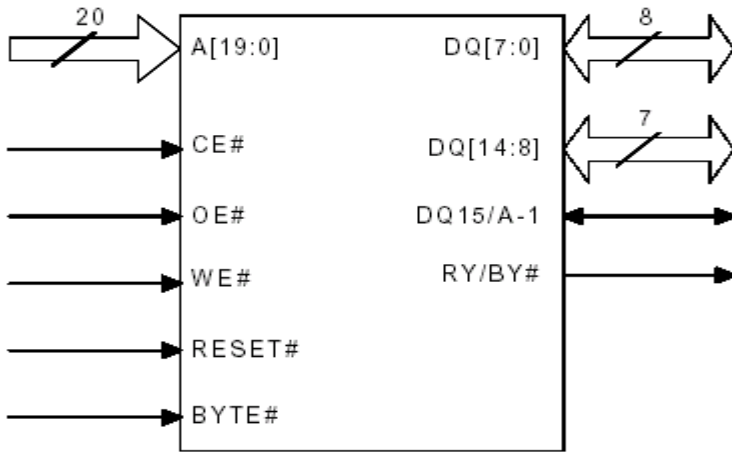 20 8
A[19:0] DQ[7:0]
7
CE# DQ[14:8]
OE# DQ15/A-1
WE# RY/BY#
RESET#
BYTE#